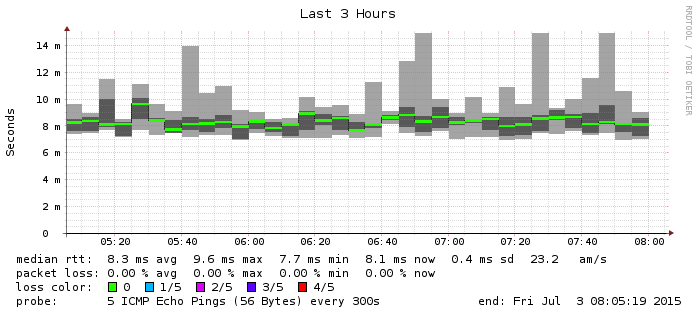 Last 3 Hours
RRDTOOL / TOBI OETIKER
Seconds
14 m
12 m
10 m
8 m
6 m
4 m
2 m
0
05:20 05:40 06:00 06:20 06:40 07:00 07:20 07:40 08:00
median rtt: 8.3 ms avg 9.6 ms max 7.7 ms min 8.1 ms now 0.4 ms sd 23.2 am/s
packet loss: 0.00 % avg 0.00 % max 0.00 % min 0.00 % now
loss color: 0 1/5 2/5 3/5 4/5
probe: 5 ICMP Echo Pings (56 Bytes) every 300s end: Fri Jul 3 08:05:19 2015